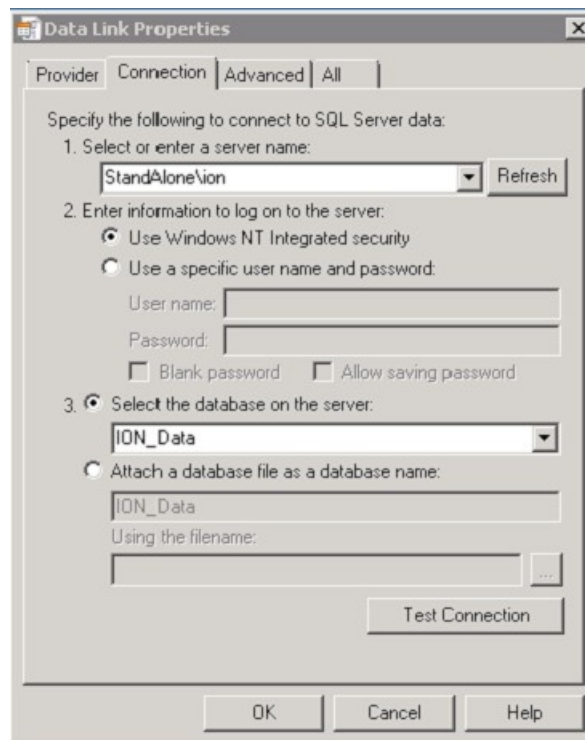 Data Link Properties
Provider Connection Advanced All
Specify the following to connect to SQL Server data:
1. Select or enter a server name:
StandAlone\ion Refresh
2. Enter information to log on to the server:
Use Windows NT Integrated security
Use a specific user name and password:
User name:
Password:
Blank password Allow saving password
3. Select the database on the server:
ION_Data
Attach a database file as a database name:
ION_Data
Using the filename:
...
Test Connection
OK Cancel Help